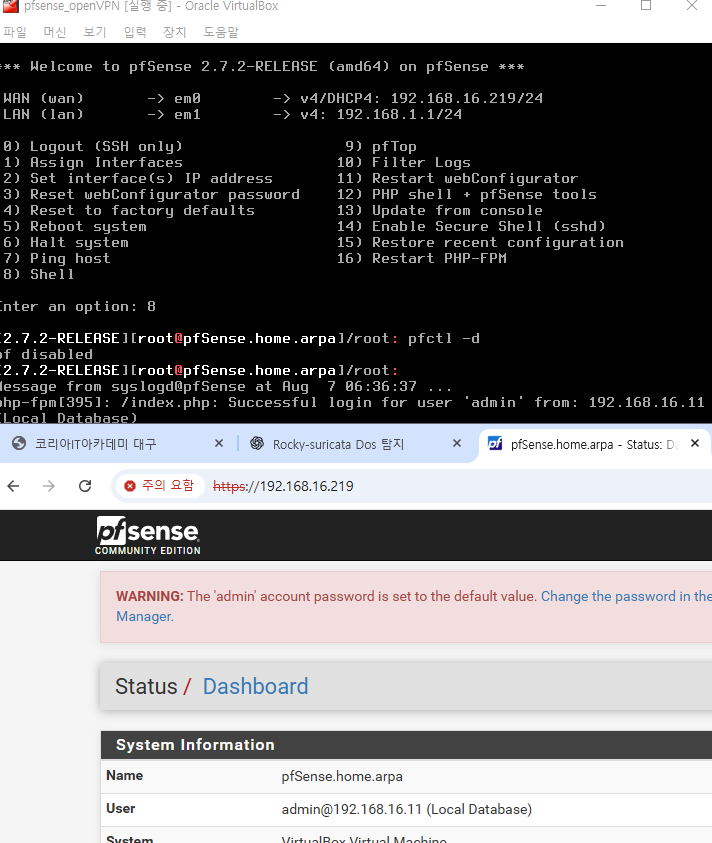 pfsense_openVPN [실행 중] - Oracle VirtualBox
파일 머신 보기 입력 장치 도움말
*** Welcome to pfSense 2.7.2-RELEASE (amd64) on pfSense ***
WAN (wan) -> em0 -> v4/DHCP4: 192.168.16.219/24
LAN (lan) -> em1 -> v4: 192.168.1.1/24
0) Logout (SSH only) 9) pfTop
1) Assign Interfaces 10) Filter Logs
2) Set interface(s) IP address 11) Restart webConfigurator
3) Reset webConfigurator password 12) PHP shell + pfSense tools
4) Reset to factory defaults 13) Update from console
5) Reboot system 14) Enable Secure Shell (sshd)
6) Halt system 15) Restore recent configuration
7) Ping host 16) Restart PHP-FPM
8) Shell
Enter an option: 8
[2.7.2-RELEASE][root@pfSense.home.arpa]/root: pfctl -d
pf disabled
[2.7.2-RELEASE][root@pfSense.home.arpa]/root:
Message from syslogd@pfSense at Aug 7 06:36:37 ...
php-fpm[395]: /index.php: Successful login for user 'admin' from: 192.168.16.11
(Local Database)
코리아IT아카데미 대구 Rocky-suricata Dos 탐지 pfSense.home.arpa - Status: Da
주의 요함 https://192.168.16.219
pfsense
COMMUNITY EDITION
WARNING: The 'admin' account password is set to the default value. Change the password in the
Manager.
Status / Dashboard
System Information
Name pfSense.home.arpa
User admin@192.168.16.11 (Local Database)
System VirtualBox Virtual Machine